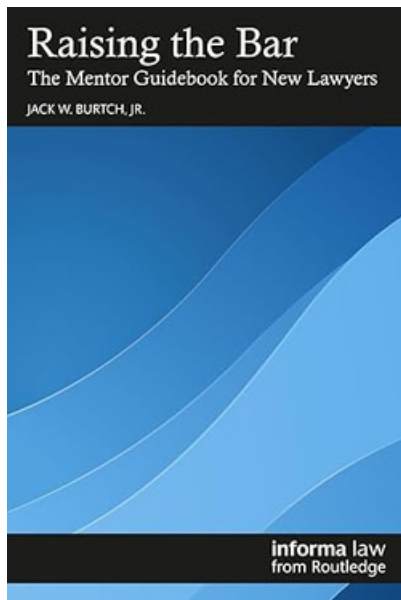 Raising the Bar
The Mentor Guidebook for New Lawyers
JACK W. BURTCH, JR.
informa law
from Routledge